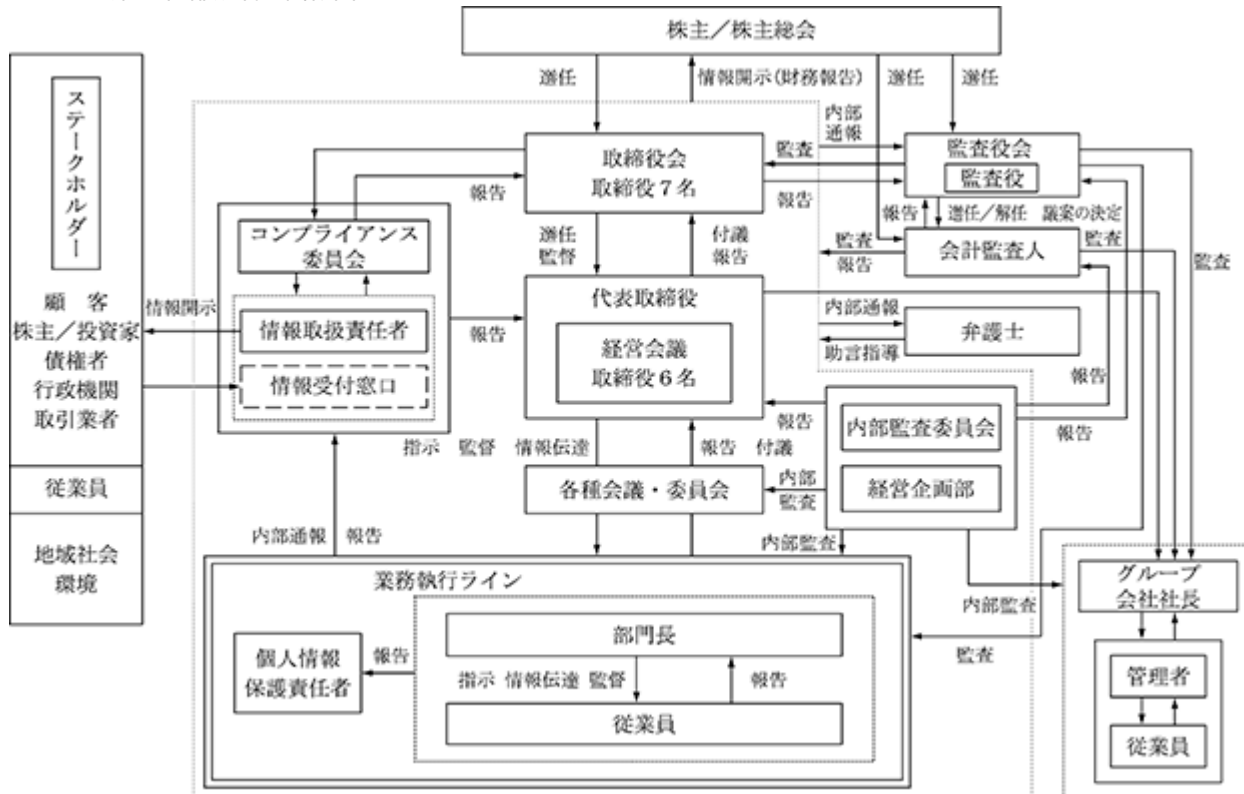 株主／株主総会
選任
情報開示(財務報告)
選任
選任
ステークホルダー
顧　客
株主／投資家
債権者
行政機関
取引業者
従業員
地域社会
環境
内部
通報
取締役会
取締役７名
監査
報告
監査役会
監査役
報告
選任／解任　議案の決定
会計監査人
監査
報告
監査
監査
報告
コンプライアンス
委員会
選任
監督
付議
報告
情報開示
情報取扱責任者
情報受付窓口
報告
代表取締役
経営会議
取締役６名
内部通報
弁護士
助言指導
報告
報告
報告
内部監査委員会
経営企画部
指示　監督　情報伝達
報告　付議
各種会議・委員会
内部
監査
内部通報　報告
内部監査
内部監査
グループ
会社社長
監査
管理者
従業員
業務執行ライン
個人情報
保護責任者
報告
部門長
指示 情報伝達 監督
報告
従業員